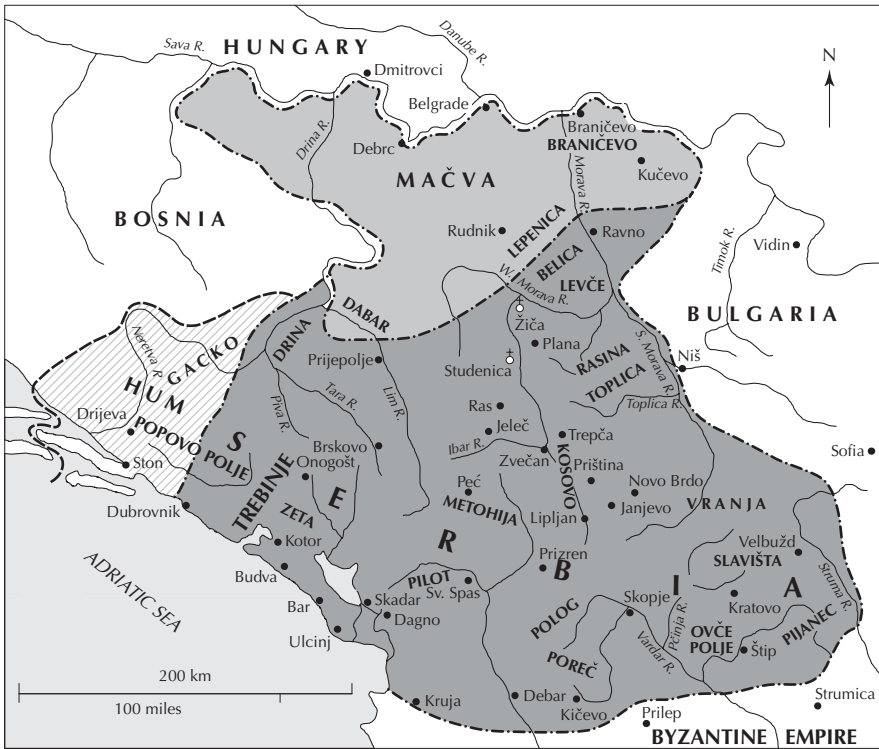 HUNGARY
Sava R.
Danube R.
N
Dmitrovci
Belgrade
Drina R.
Debrc
Braničevo
BRANIČEVO
Kučevo
MAČVA
Morava R.
BOSNIA
Rudnik
LEPENICA
Ravno
BELICA
LEVČE
Timok R.
Vidin
W. Morava R.
DABAR
DRINA
BULGARIA
Žiča
Plana
Studenica
RASINA
S. Morava R.
TOPLICA
Niš
Toplica R.
Neretva R.
GACKO
HUM
Prijepolje
Tara R.
Lim R.
Piva R.
Drijeva
POPOVO POLJE
Ston
Ras
Jeleč
Ibar R.
Trepča
Zvečan
KOSOVO
Sofia
SERBIA
Brskovo
Onogošt
TREBINJE
ZETA
Peć
METOHIJA
Priština
Novo Brdo
Janjevo
VRANJA
Lipljan
Dubrovnik
Kotor
Budva
Prizren
Velbužd
SLAVIŠTA
Struma R.
ADRIATIC SEA
PILOT
Sv. Spas
Skadar
Dagno
Bar
Ulcinj
POLOG
Skopje
Pčinja R.
Kratovo
OVČE
POLJE
PIJANEC
Štip
Vardar R.
POREČ
200 km
100 miles
Kruja
Debar
Kičevo
Prilep
Strumica
BYZANTINE EMPIRE